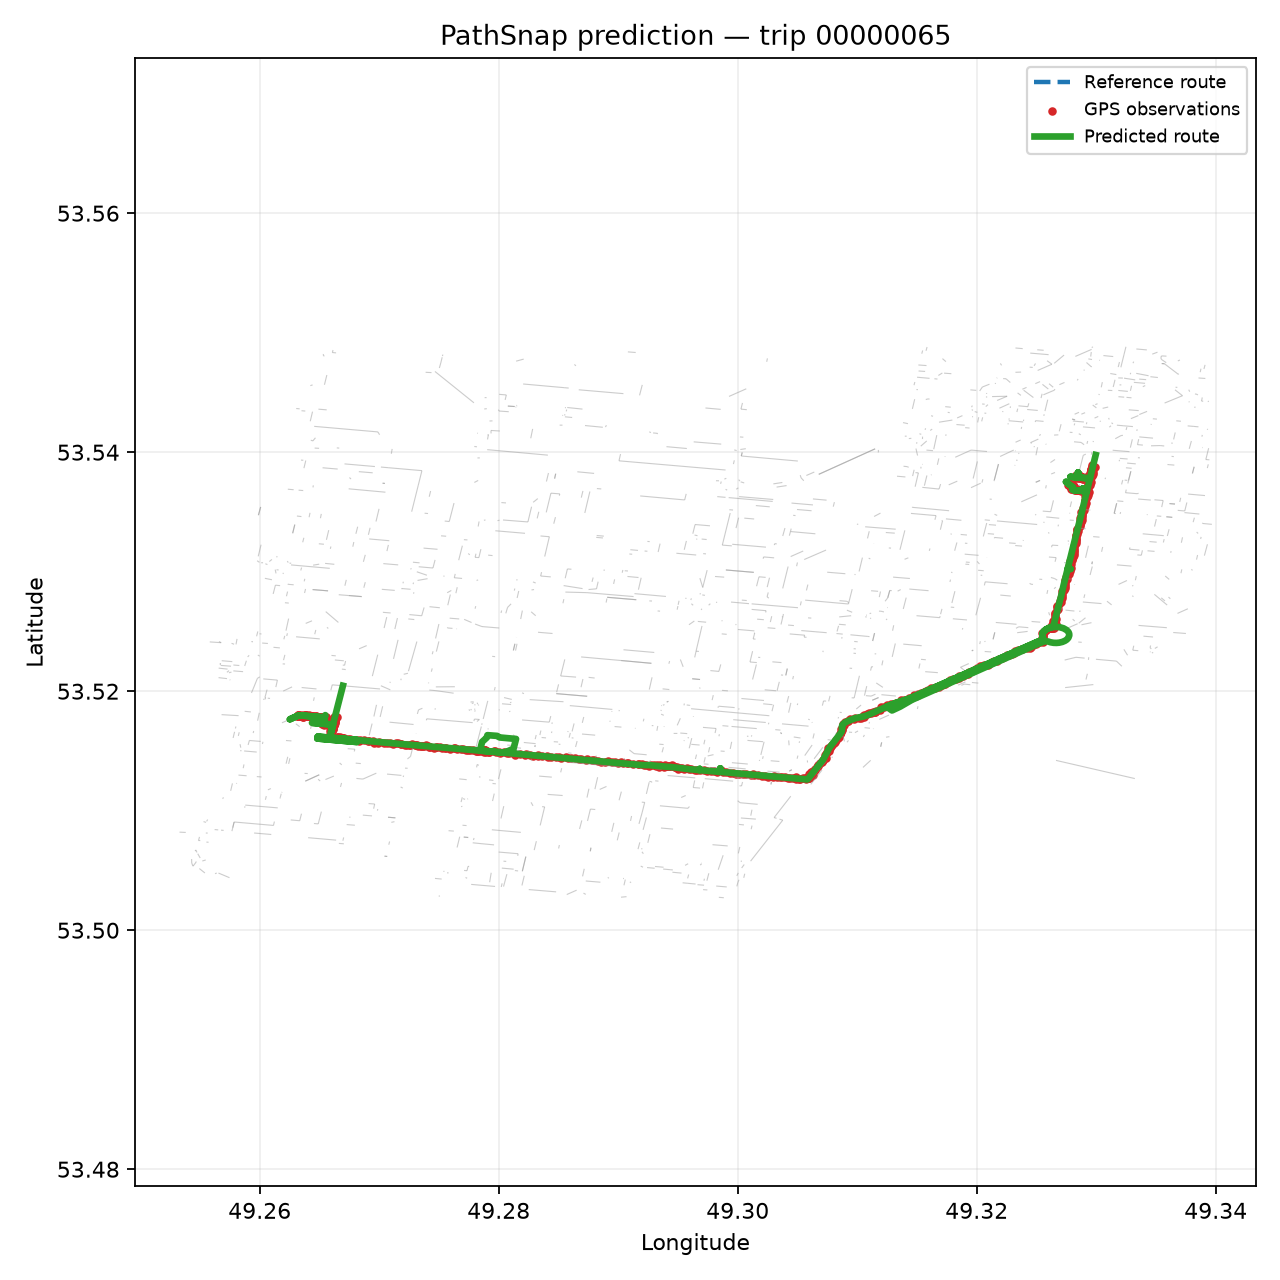 PathSnap prediction — trip 00000065
Reference route
GPS observations
Predicted route
53.56
53.54
53.52
53.50
53.48
Latitude
49.26
49.28
49.30
49.32
49.34
Longitude